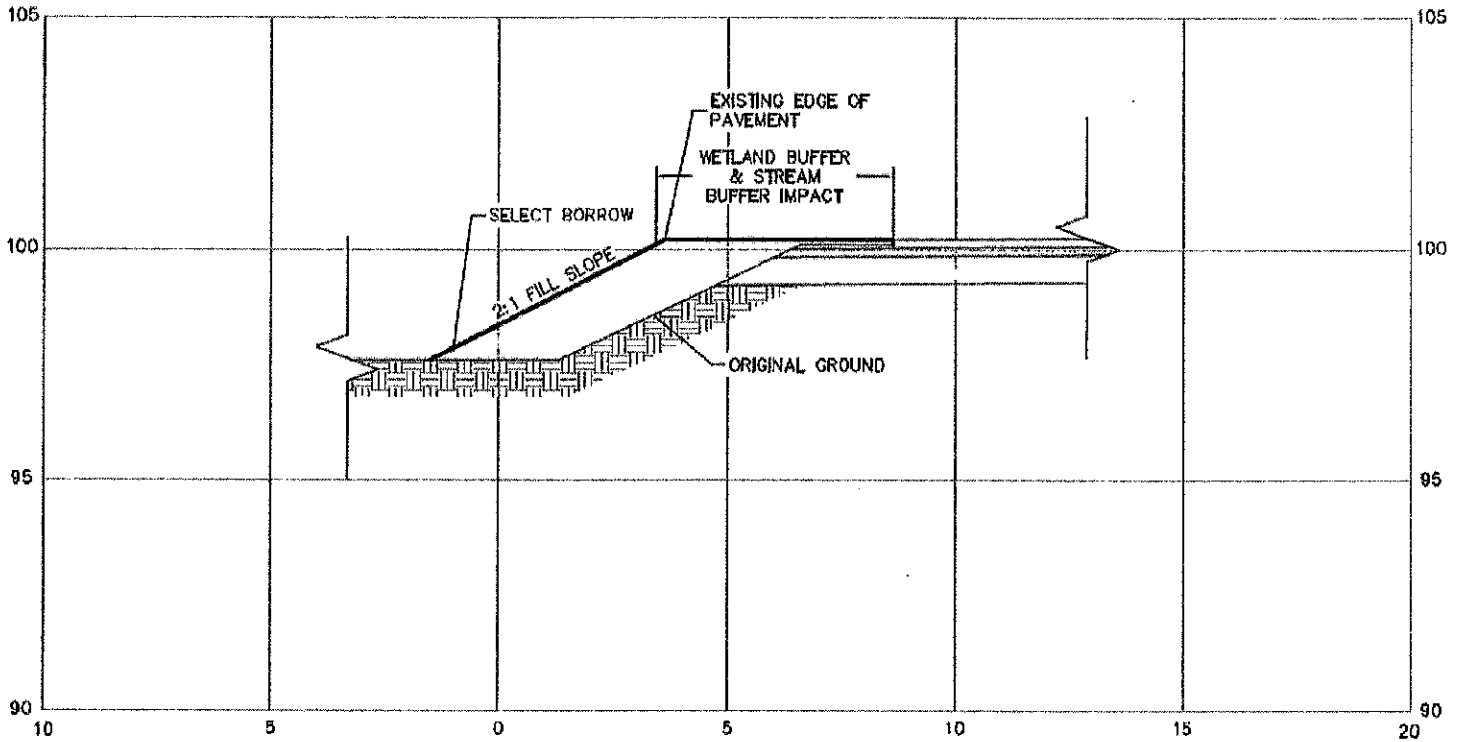 105
105
EXISTING EDGE OF
PAVEMENT
WETLAND BUFFER
& STREAM
BUFFER IMPACT
SELECT BORROW
100
100
2:1 FILL SLOPE
ORIGINAL GROUND
95
95
90
90
10
5
0
5
10
15
20